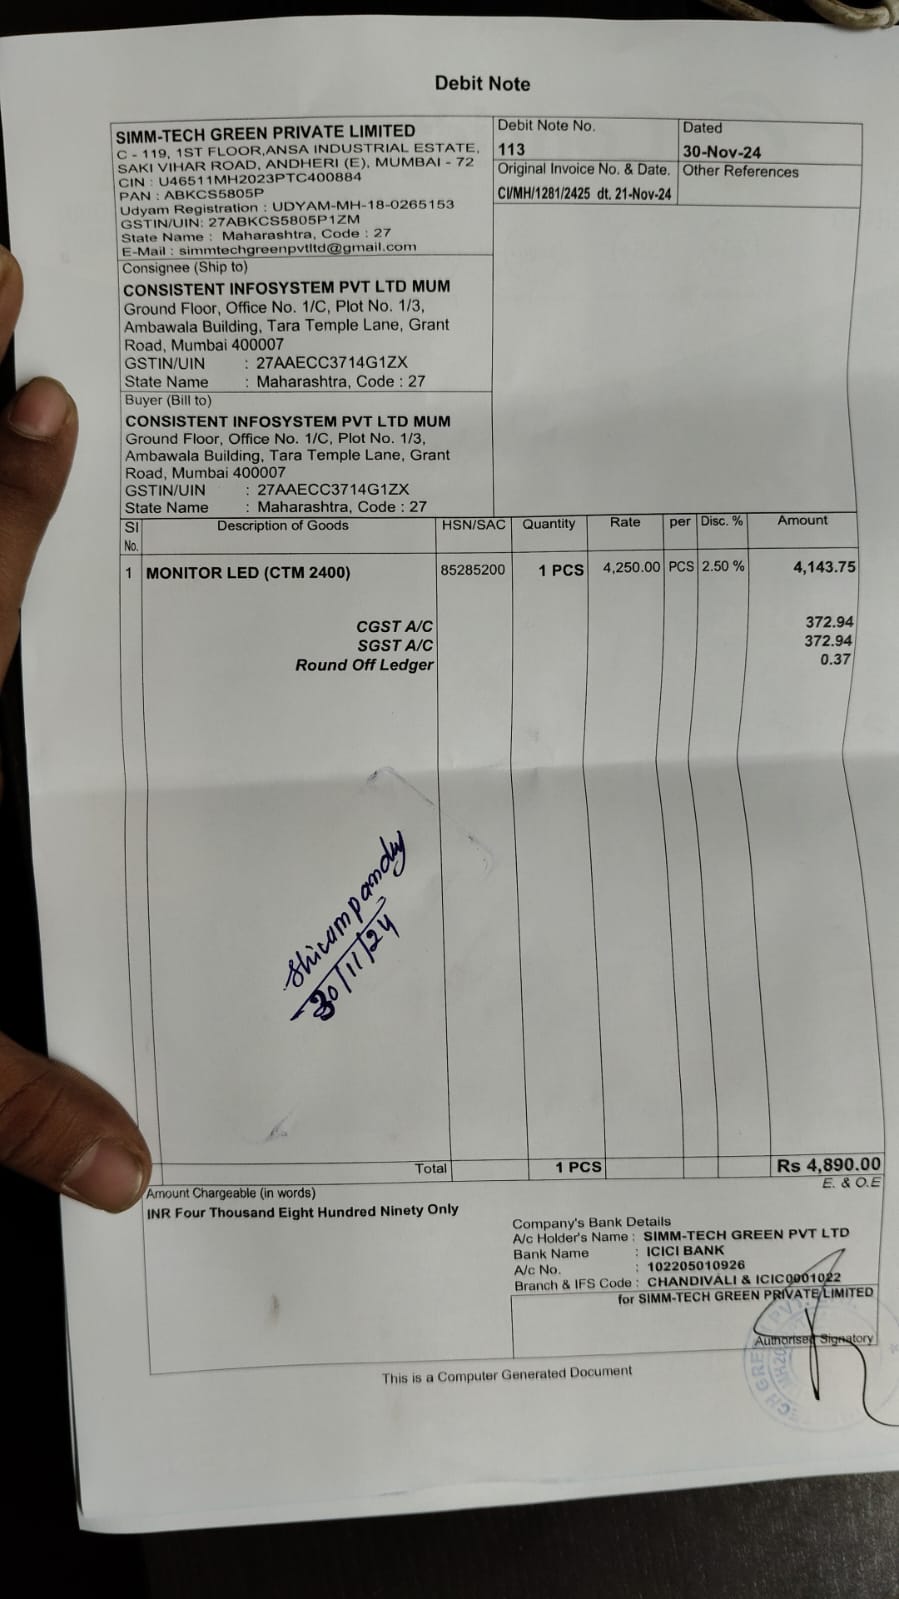 Debit Note
SIMM-TECH GREEN PRIVATE LIMITED
C - 119, 1ST FLOOR,ANSA INDUSTRIAL ESTATE,
SAKI VIHAR ROAD, ANDHERI (E), MUMBAI - 72
CIN : U46511MH2023PTC400884
PAN : ABKCS5805P
Udyam Registration : UDYAM-MH-18-0265153
GSTIN/UIN: 27ABKCS5805P1ZM
State Name : Maharashtra, Code : 27
E-Mail : simmtechgreenpvtltd@gmail.com
Debit Note No.
113
Dated
30-Nov-24
Original Invoice No. & Date.
CI/MH/1281/2425 dt. 21-Nov-24
Other References
Consignee (Ship to)
CONSISTENT INFOSYSTEM PVT LTD MUM
Ground Floor, Office No. 1/C, Plot No. 1/3,
Ambawala Building, Tara Temple Lane, Grant
Road, Mumbai 400007
GSTIN/UIN : 27AAECC3714G1ZX
State Name : Maharashtra, Code : 27
Buyer (Bill to)
CONSISTENT INFOSYSTEM PVT LTD MUM
Ground Floor, Office No. 1/C, Plot No. 1/3,
Ambawala Building, Tara Temple Lane, Grant
Road, Mumbai 400007
GSTIN/UIN : 27AAECC3714G1ZX
State Name : Maharashtra, Code : 27
Sl No. Description of Goods HSN/SAC Quantity Rate per Disc. % Amount
1 MONITOR LED (CTM 2400) 85285200 1 PCS 4,250.00 PCS 2.50 % 4,143.75
CGST A/C 372.94
SGST A/C 372.94
Round Off Ledger 0.37
Shivam pandey
30/11/24
Total 1 PCS Rs 4,890.00
Amount Chargeable (in words) E. & O.E
INR Four Thousand Eight Hundred Ninety Only
Company's Bank Details
A/c Holder's Name : SIMM-TECH GREEN PVT LTD
Bank Name : ICICI BANK
A/c No. : 102205010926
Branch & IFS Code : CHANDIVALI & ICIC0001022
for SIMM-TECH GREEN PRIVATE LIMITED
Authorised Signatory
This is a Computer Generated Document